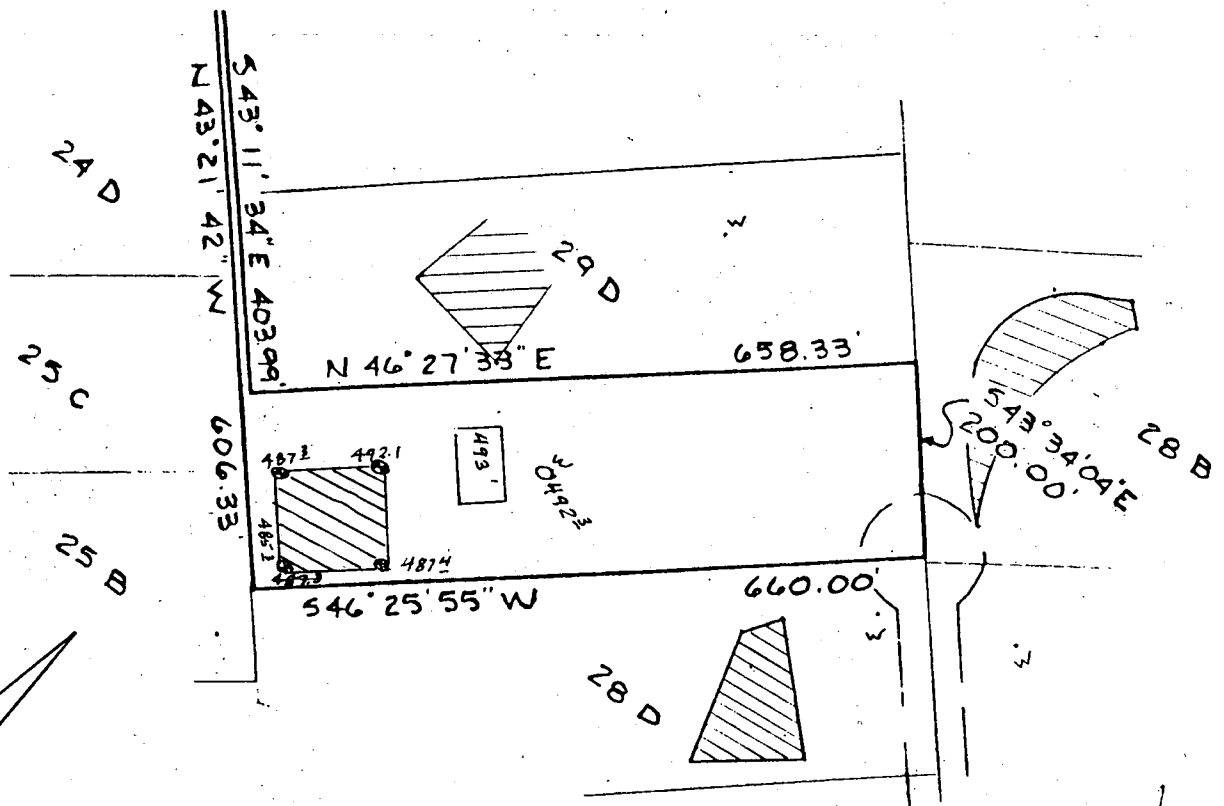 24 D
S 43° 11' 34" E 403.99'
N 43° 21' 42" W
606.33'
W
29 D
N 46° 27' 33" E
658.33'
25 C
28 B
S 43° 34' 04" E
200.00'
487 3
492.1
493'
W
0492 3
25 B
487 4
S 46° 25' 55" W
660.00'
W
W
28 D